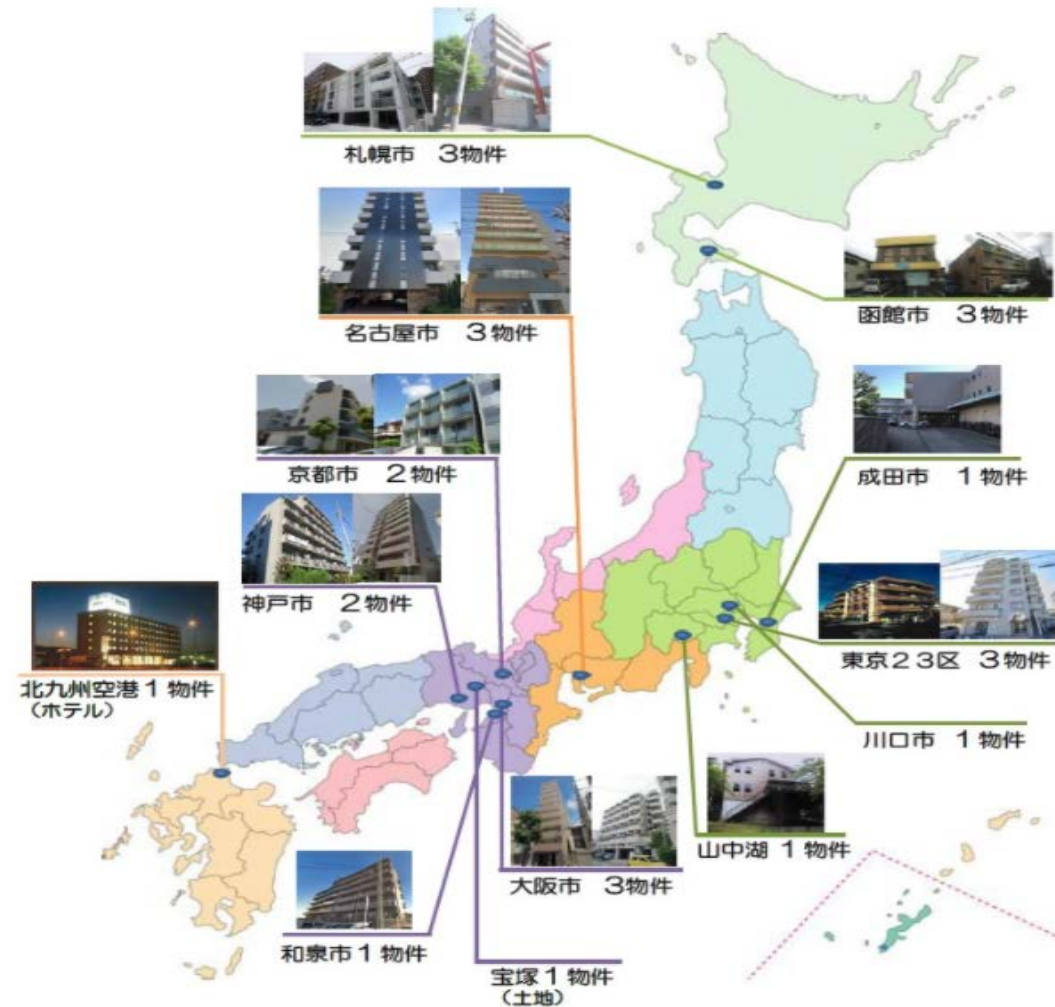 札幌市 3物件
名古屋市 3物件
函館市 3物件
京都市 2物件
成田市 1物件
神戸市 2物件
北九州空港1物件
(ホテル)
東京23区 3物件
川口市 1物件
山中湖 1物件
大阪市 3物件
和泉市1物件
宝塚1物件
(土地)